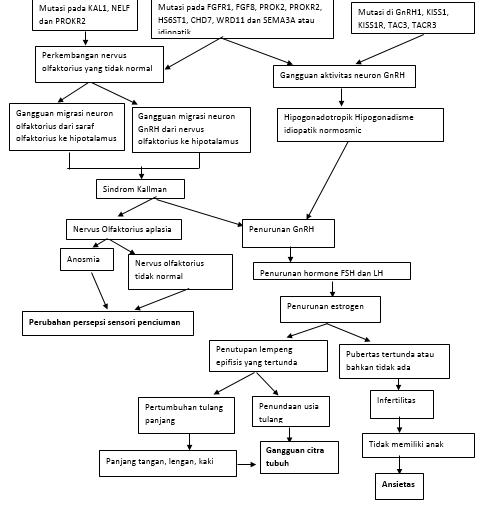 Mutasi pada KAL1, NELF
dan PROKR2
Mutasi pada FGFR1, FGF8, PROK2, PROKR2,
HS6ST1, CHD7, WRD11 dan SEMA3A atau
idiopatik
Mutasi di GnRH1, KISS1,
KISS1R, TAC3, TACR3
Perkembangan nervus
olfaktorius yang tidak normal
Gangguan aktivitas neuron GnRH
Gangguan migrasi neuron
olfaktorius dari saraf
olfaktorius ke hipotalamus
Gangguan migrasi neuron
GnRH dari nervus
olfaktorius ke hipotalamus
Hipogonadotropik Hipogonadisme
idiopatik normosmic
Sindrom Kallman
Nervus Olfaktorius aplasia
Penurunan GnRH
Anosmia
Nervus olfaktorius
tidak normal
Penurunan hormone FSH dan LH
Perubahan persepsi sensori penciuman
Penurunan estrogen
Penutupan lempeng
epifisis yang tertunda
Pubertas tertunda atau
bahkan tidak ada
Pertumbuhan tulang
panjang
Penundaan usia
tulang
Infertilitas
Panjang tangan, lengan, kaki
Gangguan citra
tubuh
Tidak memiliki anak
Ansietas